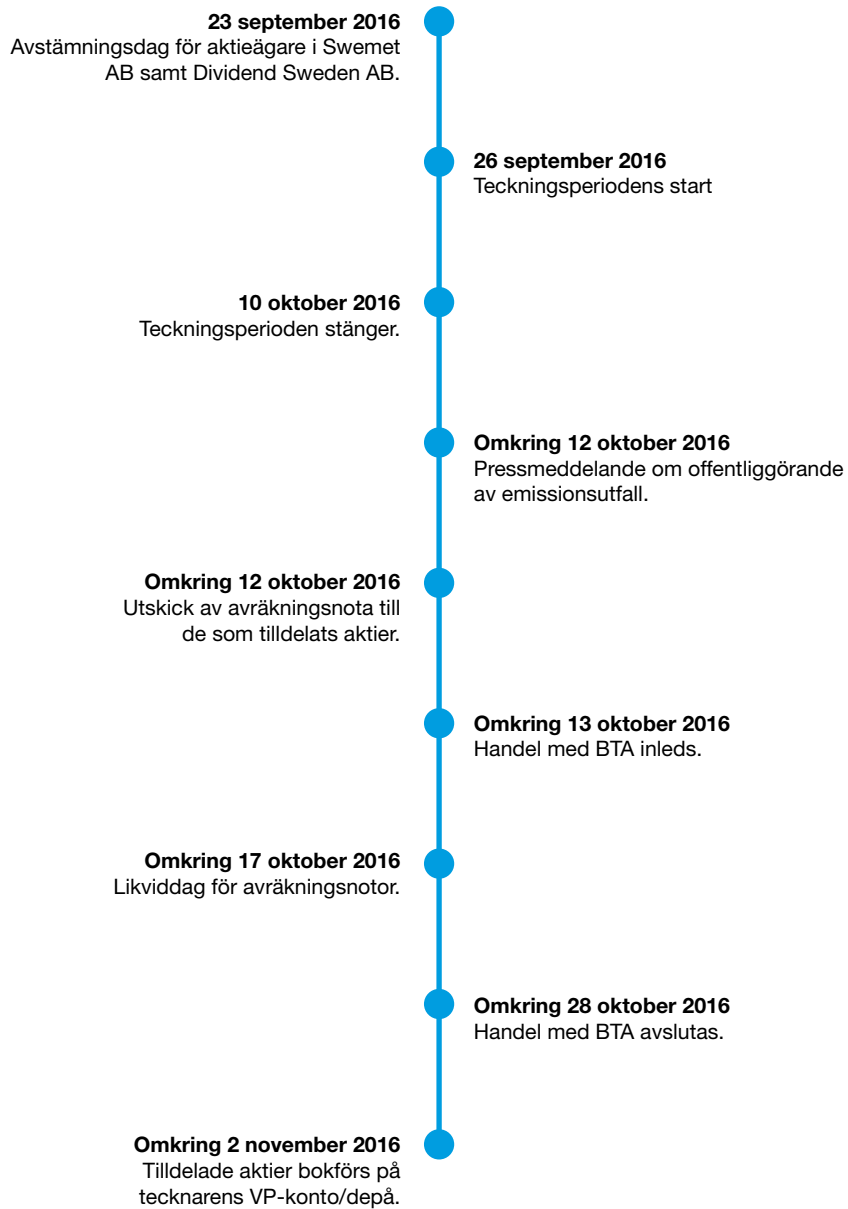 23 september 2016
Avstämningsdag för aktieägare i Swemet
AB samt Dividend Sweden AB.
26 september 2016
Teckningsperiodens start
10 oktober 2016
Teckningsperioden stänger.
Omkring 12 oktober 2016
Pressmeddelande om offentliggörande
av emissionsutfall.
Omkring 12 oktober 2016
Utskick av avräkningsnota till
de som tilldelats aktier.
Omkring 13 oktober 2016
Handel med BTA inleds.
Omkring 17 oktober 2016
Likviddag för avräkningsnotor.
Omkring 28 oktober 2016
Handel med BTA avslutas.
Omkring 2 november 2016
Tilldelade aktier bokförs på
tecknarens VP-konto/depå.